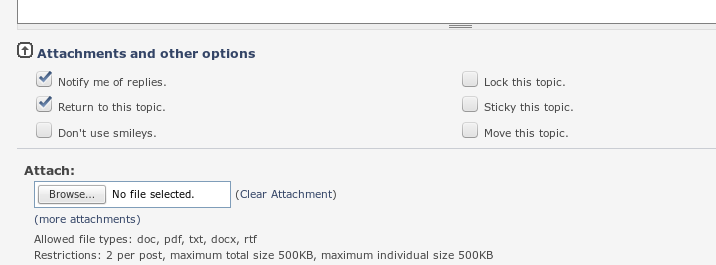 Attachments and other options
Notify me of replies. Lock this topic.
Return to this topic. Sticky this topic.
Don't use smileys. Move this topic.
Attach:
Browse... No file selected. (Clear Attachment)
(more attachments)
Allowed file types: doc, pdf, txt, docx, rtf
Restrictions: 2 per post, maximum total size 500KB, maximum individual size 500KB